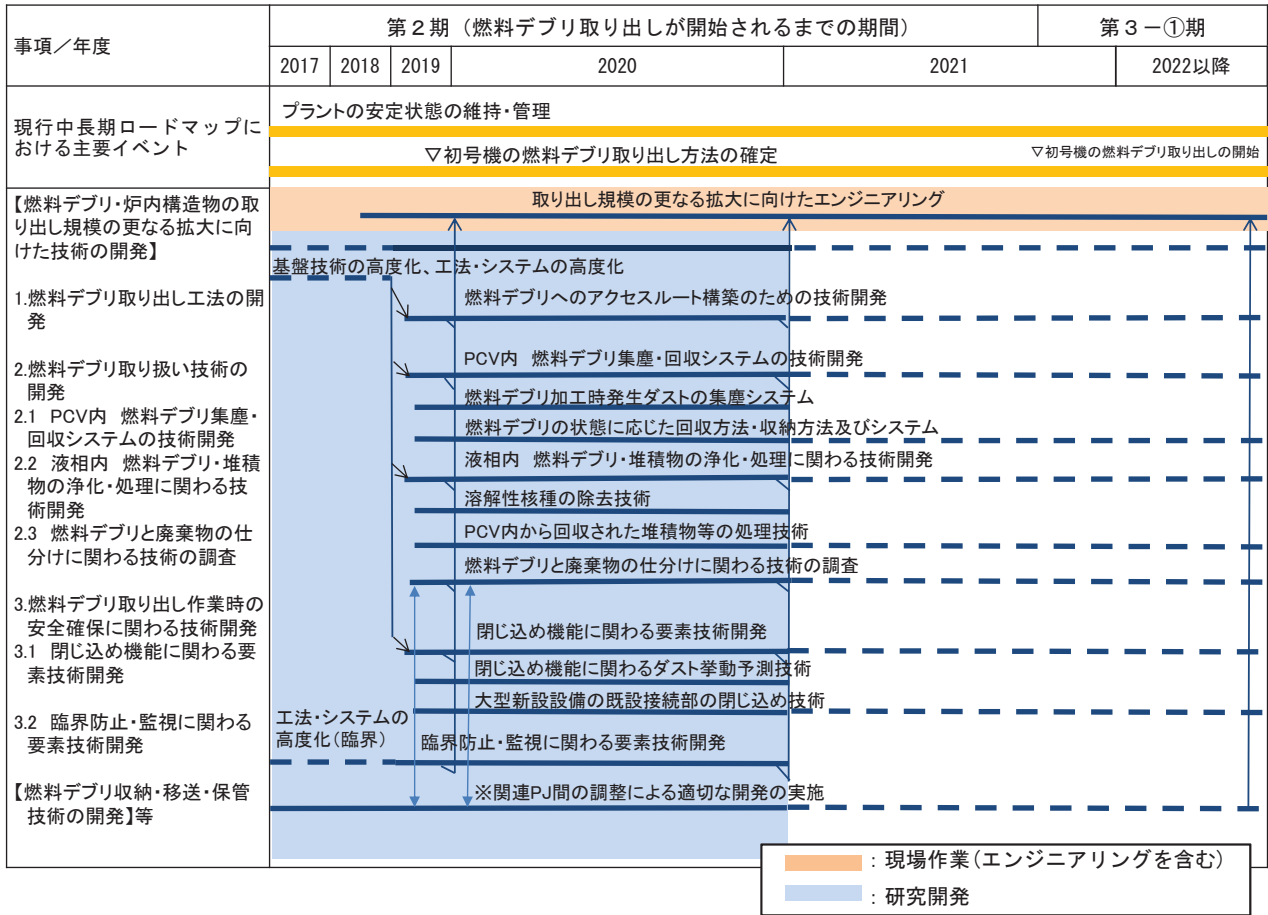 事項／年度
第２期（燃料デブリ取り出しが開始されるまでの期間）
第３－①期
2017
2018
2019
2020
2021
2022以降
現行中長期ロードマップに
おける主要イベント
プラントの安定状態の維持・管理
▽初号機の燃料デブリ取り出し方法の確定
▽初号機の燃料デブリ取り出しの開始
【燃料デブリ・炉内構造物の取
り出し規模の更なる拡大に向
けた技術の開発】
取り出し規模の更なる拡大に向けたエンジニアリング
基盤技術の高度化、工法・システムの高度化
1.燃料デブリ取り出し工法の開
発
燃料デブリへのアクセスルート構築のための技術開発
2.燃料デブリ取り扱い技術の
開発
2.1 PCV内 燃料デブリ集塵・
回収システムの技術開発
2.2 液相内 燃料デブリ・堆積
物の浄化・処理に関わる技
術開発
2.3 燃料デブリと廃棄物の仕
分けに関わる技術の調査
PCV内 燃料デブリ集塵・回収システムの技術開発
燃料デブリ加工時発生ダストの集塵システム
燃料デブリの状態に応じた回収方法・収納方法及びシステム
液相内 燃料デブリ・堆積物の浄化・処理に関わる技術開発
溶解性核種の除去技術
PCV内から回収された堆積物等の処理技術
燃料デブリと廃棄物の仕分けに関わる技術の調査
3.燃料デブリ取り出し作業時の
安全確保に関わる技術開発
3.1 閉じ込め機能に関わる要
素技術開発
閉じ込め機能に関わる要素技術開発
閉じ込め機能に関わるダスト挙動予測技術
大型新設設備の既設接続部の閉じ込め技術
3.2 臨界防止・監視に関わる
要素技術開発
工法・システムの
高度化（臨界）
臨界防止・監視に関わる要素技術開発
【燃料デブリ収納・移送・保管
技術の開発】等
※関連PJ間の調整による適切な開発の実施
：現場作業（エンジニアリングを含む）
：研究開発